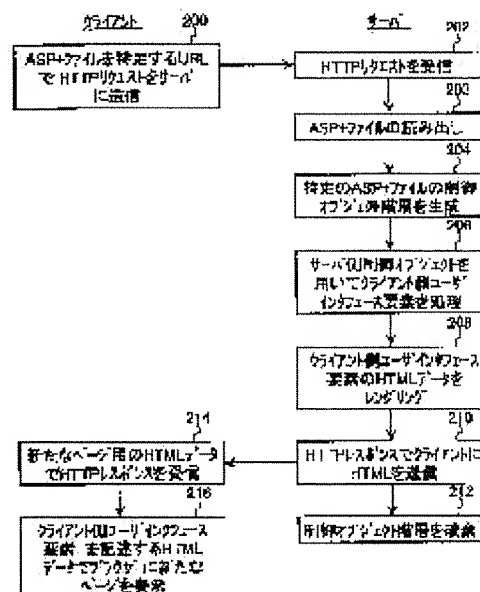 クライアント
200
ASP+ファイルを特定するURL
でHTTPリクエストをサーバ
に送信
サーバ
202
HTTPリクエストを受信
203
ASP+ファイルの読み出し
204
特定のASP+ファイルの制御
オブジェクト階層を生成
206
サーバ側制御オブジェクトを
用いてクライアント側ユーザ
インタフェース要素を処理
208
クライアント側ユーザインタフェース
要素のHTMLデータを
レンダリング
210
HTTPレスポンスでクライアントに
HTMLを送信
212
制御オブジェクト階層を破棄
214
新たなページ用のHTMLデータ
でHTTPレスポンスを受信
216
クライアント側ユーザインタフェース
要素 を記述するHTML
データでブラウザに新たな
ページを表示